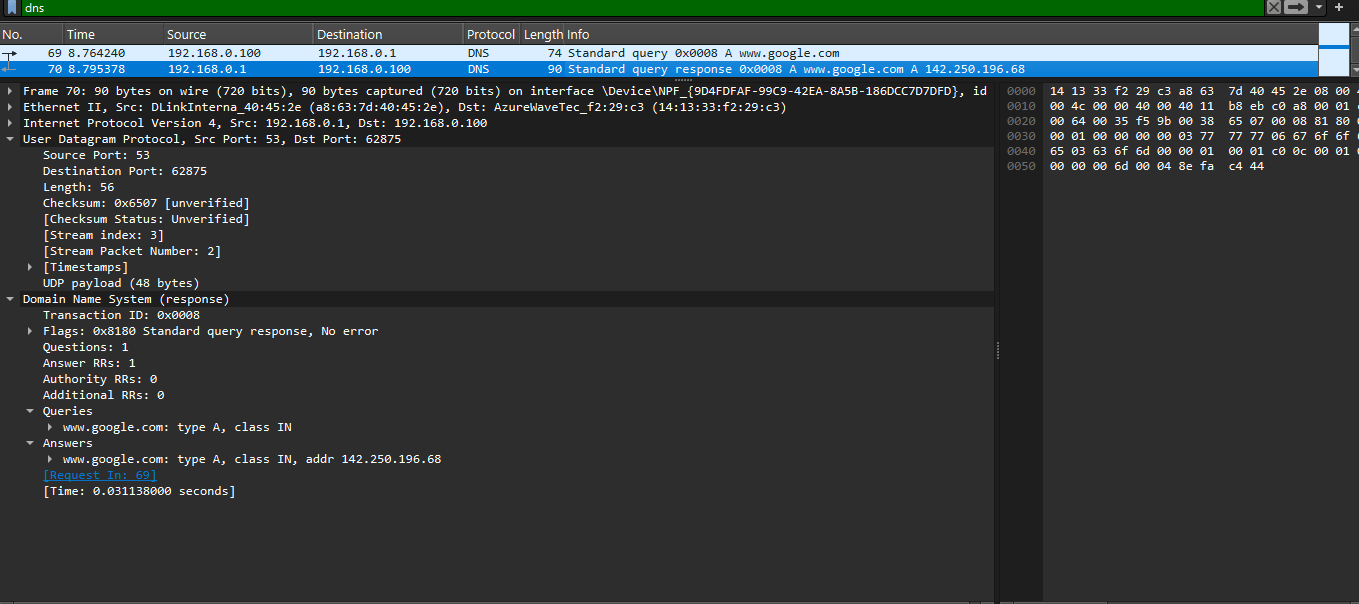 dns
No. Time Source Destination Protocol Length Info
69 8.764240 192.168.0.100 192.168.0.1 DNS 74 Standard query 0x0008 A www.google.com
70 8.795378 192.168.0.1 192.168.0.100 DNS 90 Standard query response 0x0008 A www.google.com A 142.250.196.68
Frame 70: 90 bytes on wire (720 bits), 90 bytes captured (720 bits) on interface \Device\NPF_{9D4FDFAF-99C9-42EA-8A5B-186DCC7D7DFD}, id
Ethernet II, Src: DLinkInterna_40:45:2e (a8:63:7d:40:45:2e), Dst: AzureWaveTec_f2:29:c3 (14:13:33:f2:29:c3)
Internet Protocol Version 4, Src: 192.168.0.1, Dst: 192.168.0.100
User Datagram Protocol, Src Port: 53, Dst Port: 62875
Source Port: 53
Destination Port: 62875
Length: 56
Checksum: 0x6507 [unverified]
[Checksum Status: Unverified]
[Stream index: 3]
[Stream Packet Number: 2]
[Timestamps]
UDP payload (48 bytes)
Domain Name System (response)
Transaction ID: 0x0008
Flags: 0x8180 Standard query response, No error
Questions: 1
Answer RRs: 1
Authority RRs: 0
Additional RRs: 0
Queries
www.google.com: type A, class IN
Answers
www.google.com: type A, class IN, addr 142.250.196.68
[Request In: 69]
[Time: 0.031138000 seconds]
0000 14 13 33 f2 29 c3 a8 63 7d 40 45 2e 08 00
0010 00 4c 00 00 40 00 40 11 b8 eb c0 a8 00 01
0020 00 64 00 35 f5 9b 00 38 65 07 00 08 81 80
0030 00 01 00 00 00 00 03 77 77 77 06 67 6f 6f
0040 65 03 63 6f 6d 00 00 01 00 01 c0 0c 00 01
0050 00 00 00 6d 00 04 8e fa c4 44